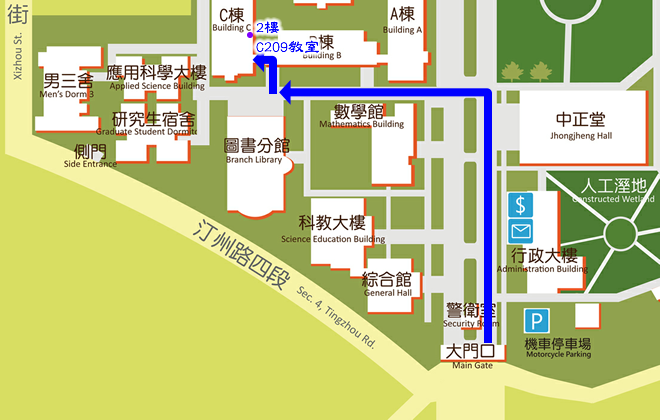 街
Xizhou St.
C棟
Building C
2樓
C209教室
B棟
Building B
A棟
Building A
男三舍
Men's Dorm 3
應用科學大樓
Applied Science Building
研究生宿舍
Graduate Student Dormito
側門
Side Entrance
圖書分館
Branch Library
數學館
Mathematics Building
中正堂
Jhongjheng Hall
人工溼地
Constructed Wetland
$
科教大樓
Science Education Building
行政大樓
Administration Building
汀州路四段
Sec. 4, Tingzhou Rd.
綜合館
General Hall
警衛室
Security Room
大門口
Main Gate
P
機車停車場
Motorcycle Parking